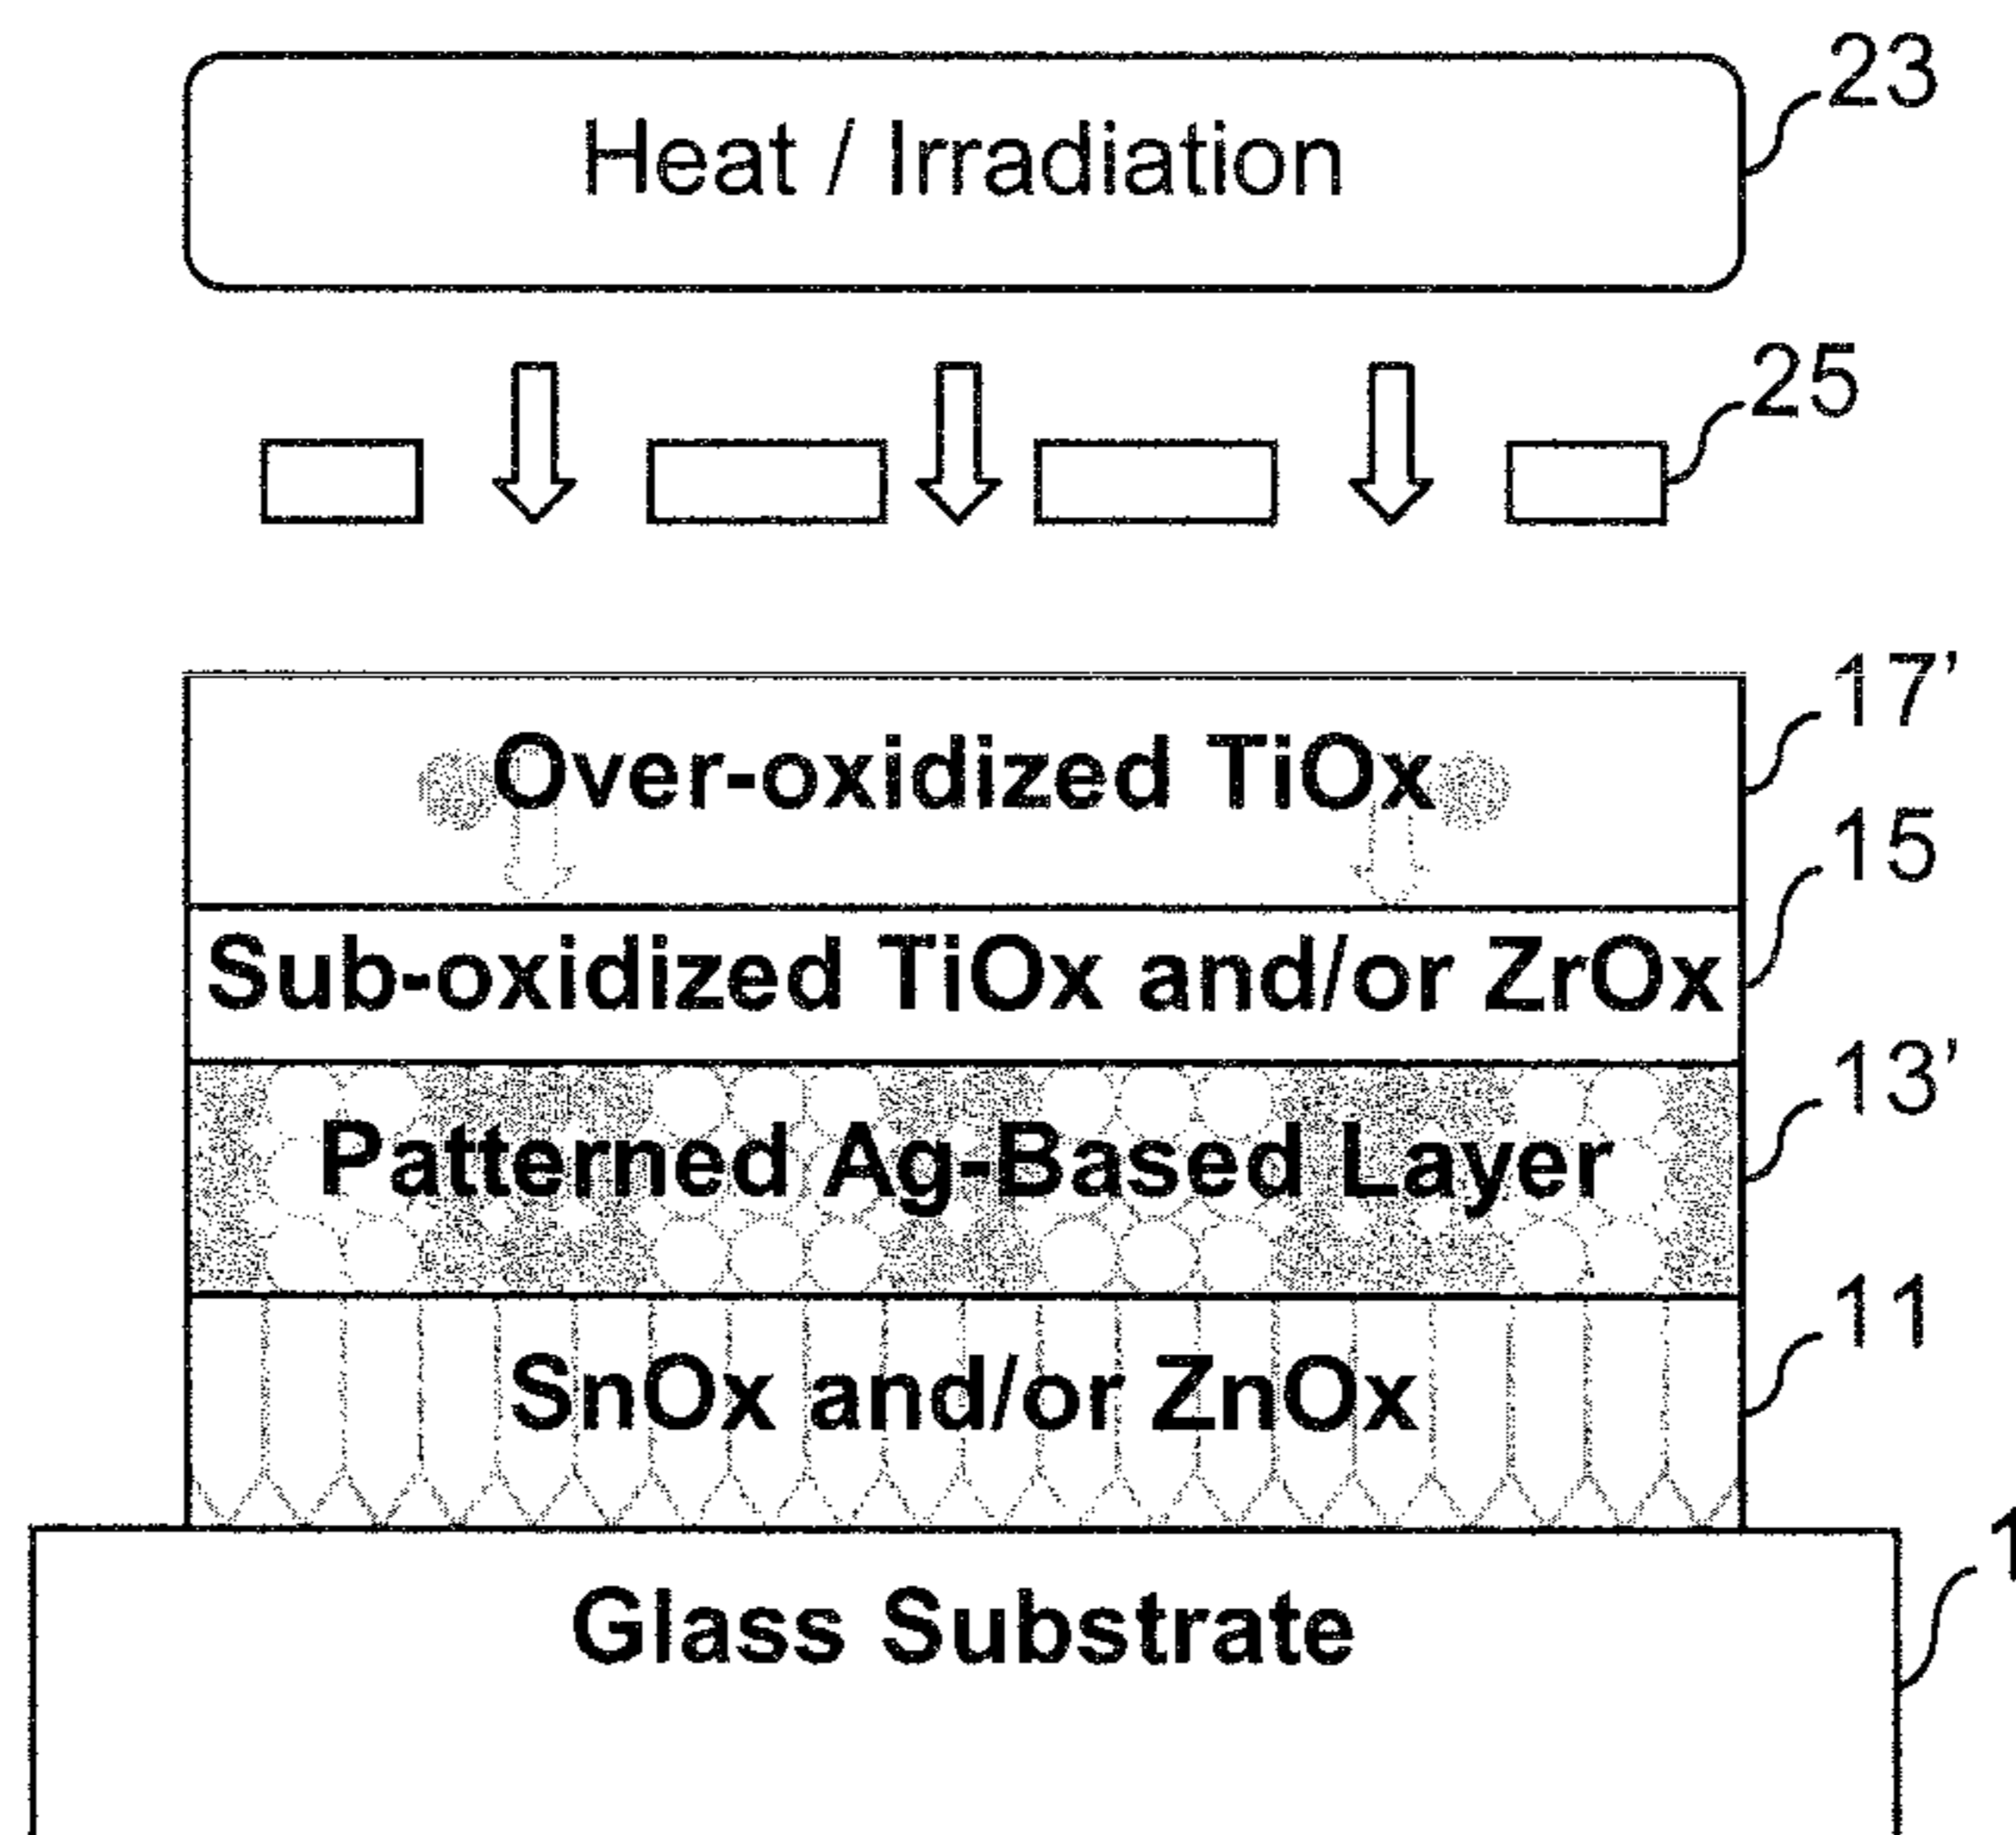 23
Heat / Irradiation
25
17'
Over-oxidized TiOx
15
Sub-oxidized TiOx and/or ZrOx
13'
Patterned Ag-Based Layer
11
SnOx and/or ZnOx
1
Glass Substrate